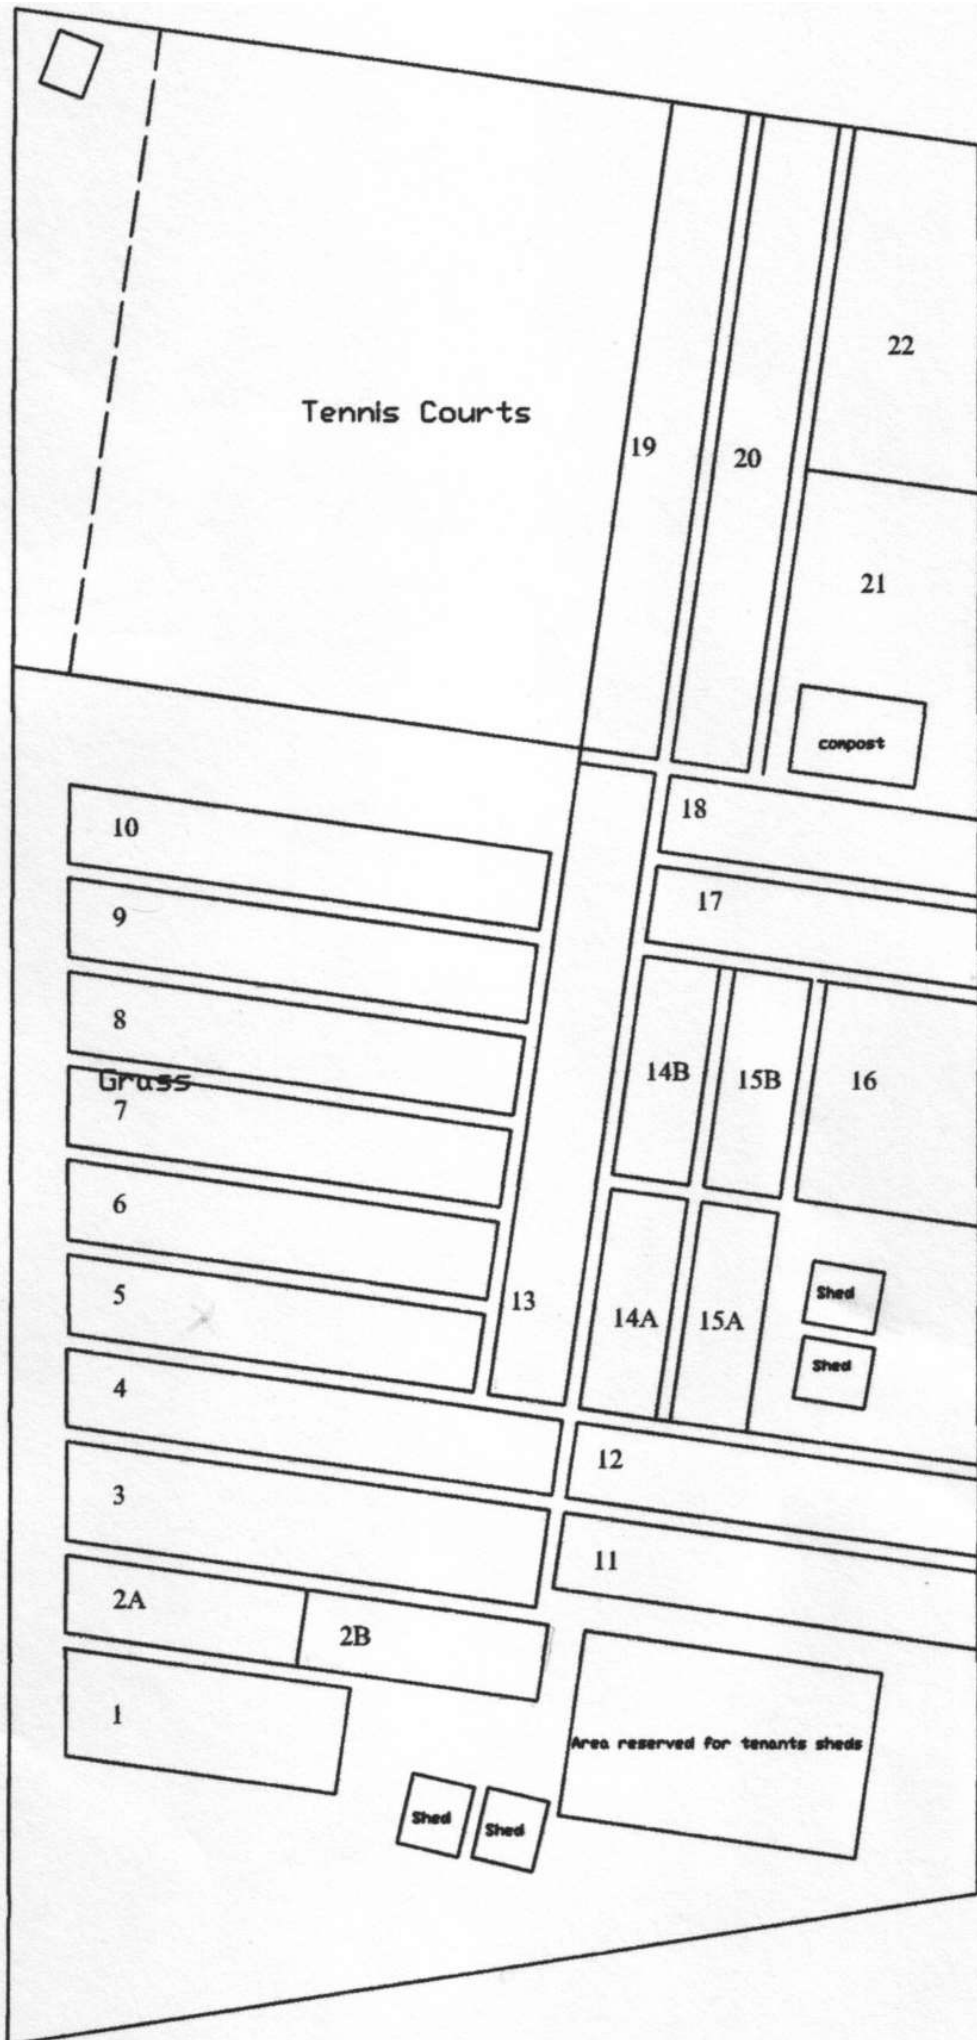 22
Tennis Courts
19
20
21
compost
18
10
17
9
8
14B
15B
16
Grass
7
6
Shed
5
13
14A
15A
Shed
4
12
3
11
2A
2B
1
Area reserved for tenants sheds
Shed
Shed